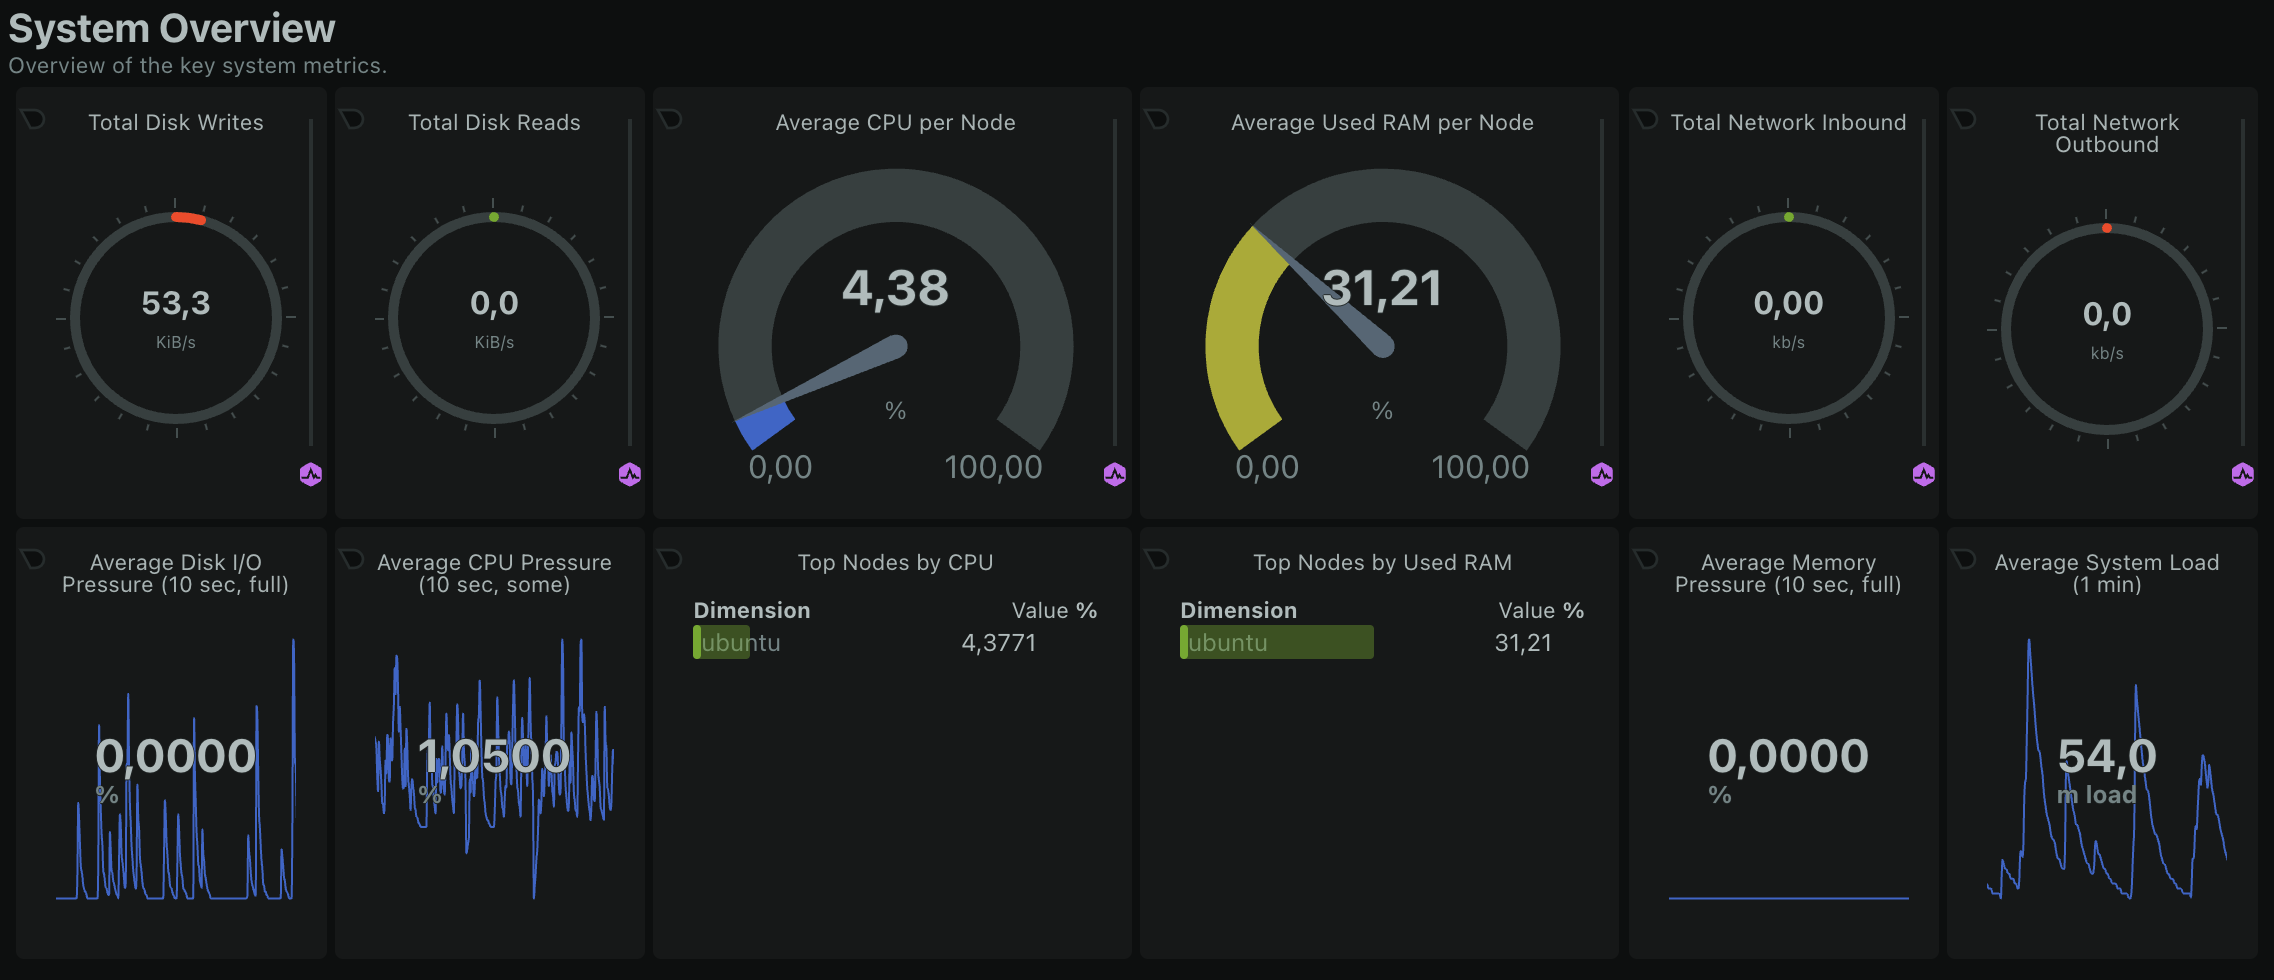 System Overview
Overview of the key system metrics.
Total Disk Writes
53,3
KiB/s
Total Disk Reads
0,0
KiB/s
Average CPU per Node
4,38
%
0,00 100,00
Average Used RAM per Node
31,21
%
0,00 100,00
Total Network Inbound
0,00
kb/s
Total Network
Outbound
0,0
kb/s
Average Disk I/O
Pressure (10 sec, full)
0,0000
%
Average CPU Pressure
(10 sec, some)
1,0500
%
Top Nodes by CPU
Dimension Value %
ubuntu 4,3771
Top Nodes by Used RAM
Dimension Value %
ubuntu 31,21
Average Memory
Pressure (10 sec, full)
0,0000
%
Average System Load
(1 min)
54,0
m load